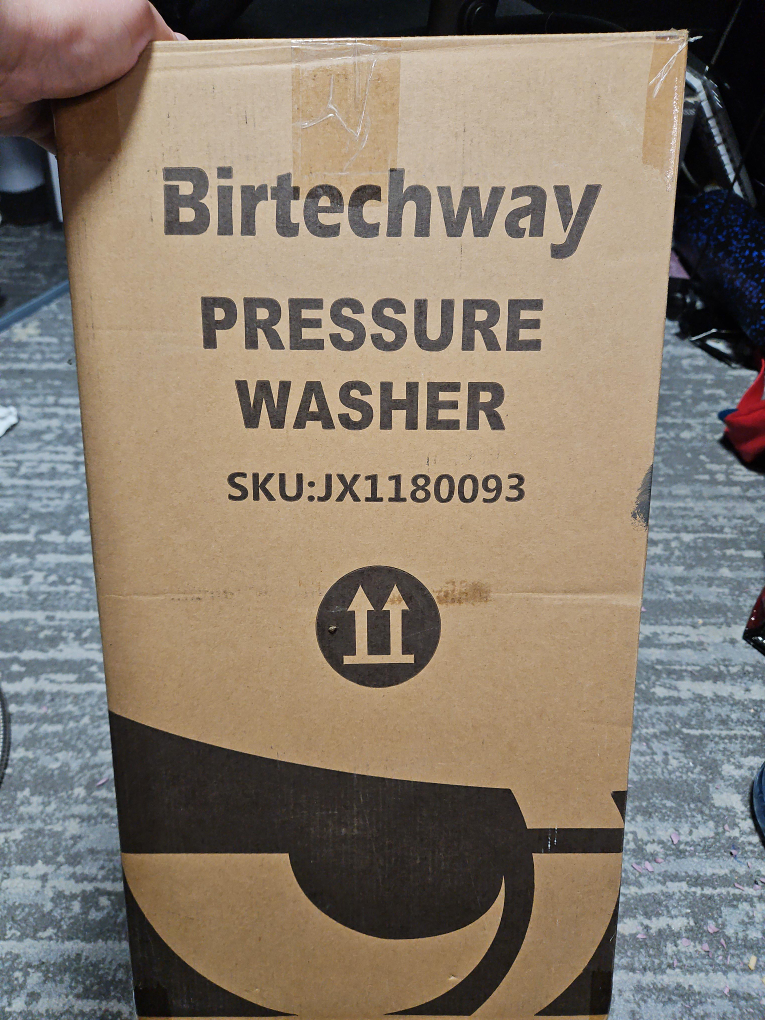 Birtechway
PRESSURE
WASHER
SKU:JX1180093